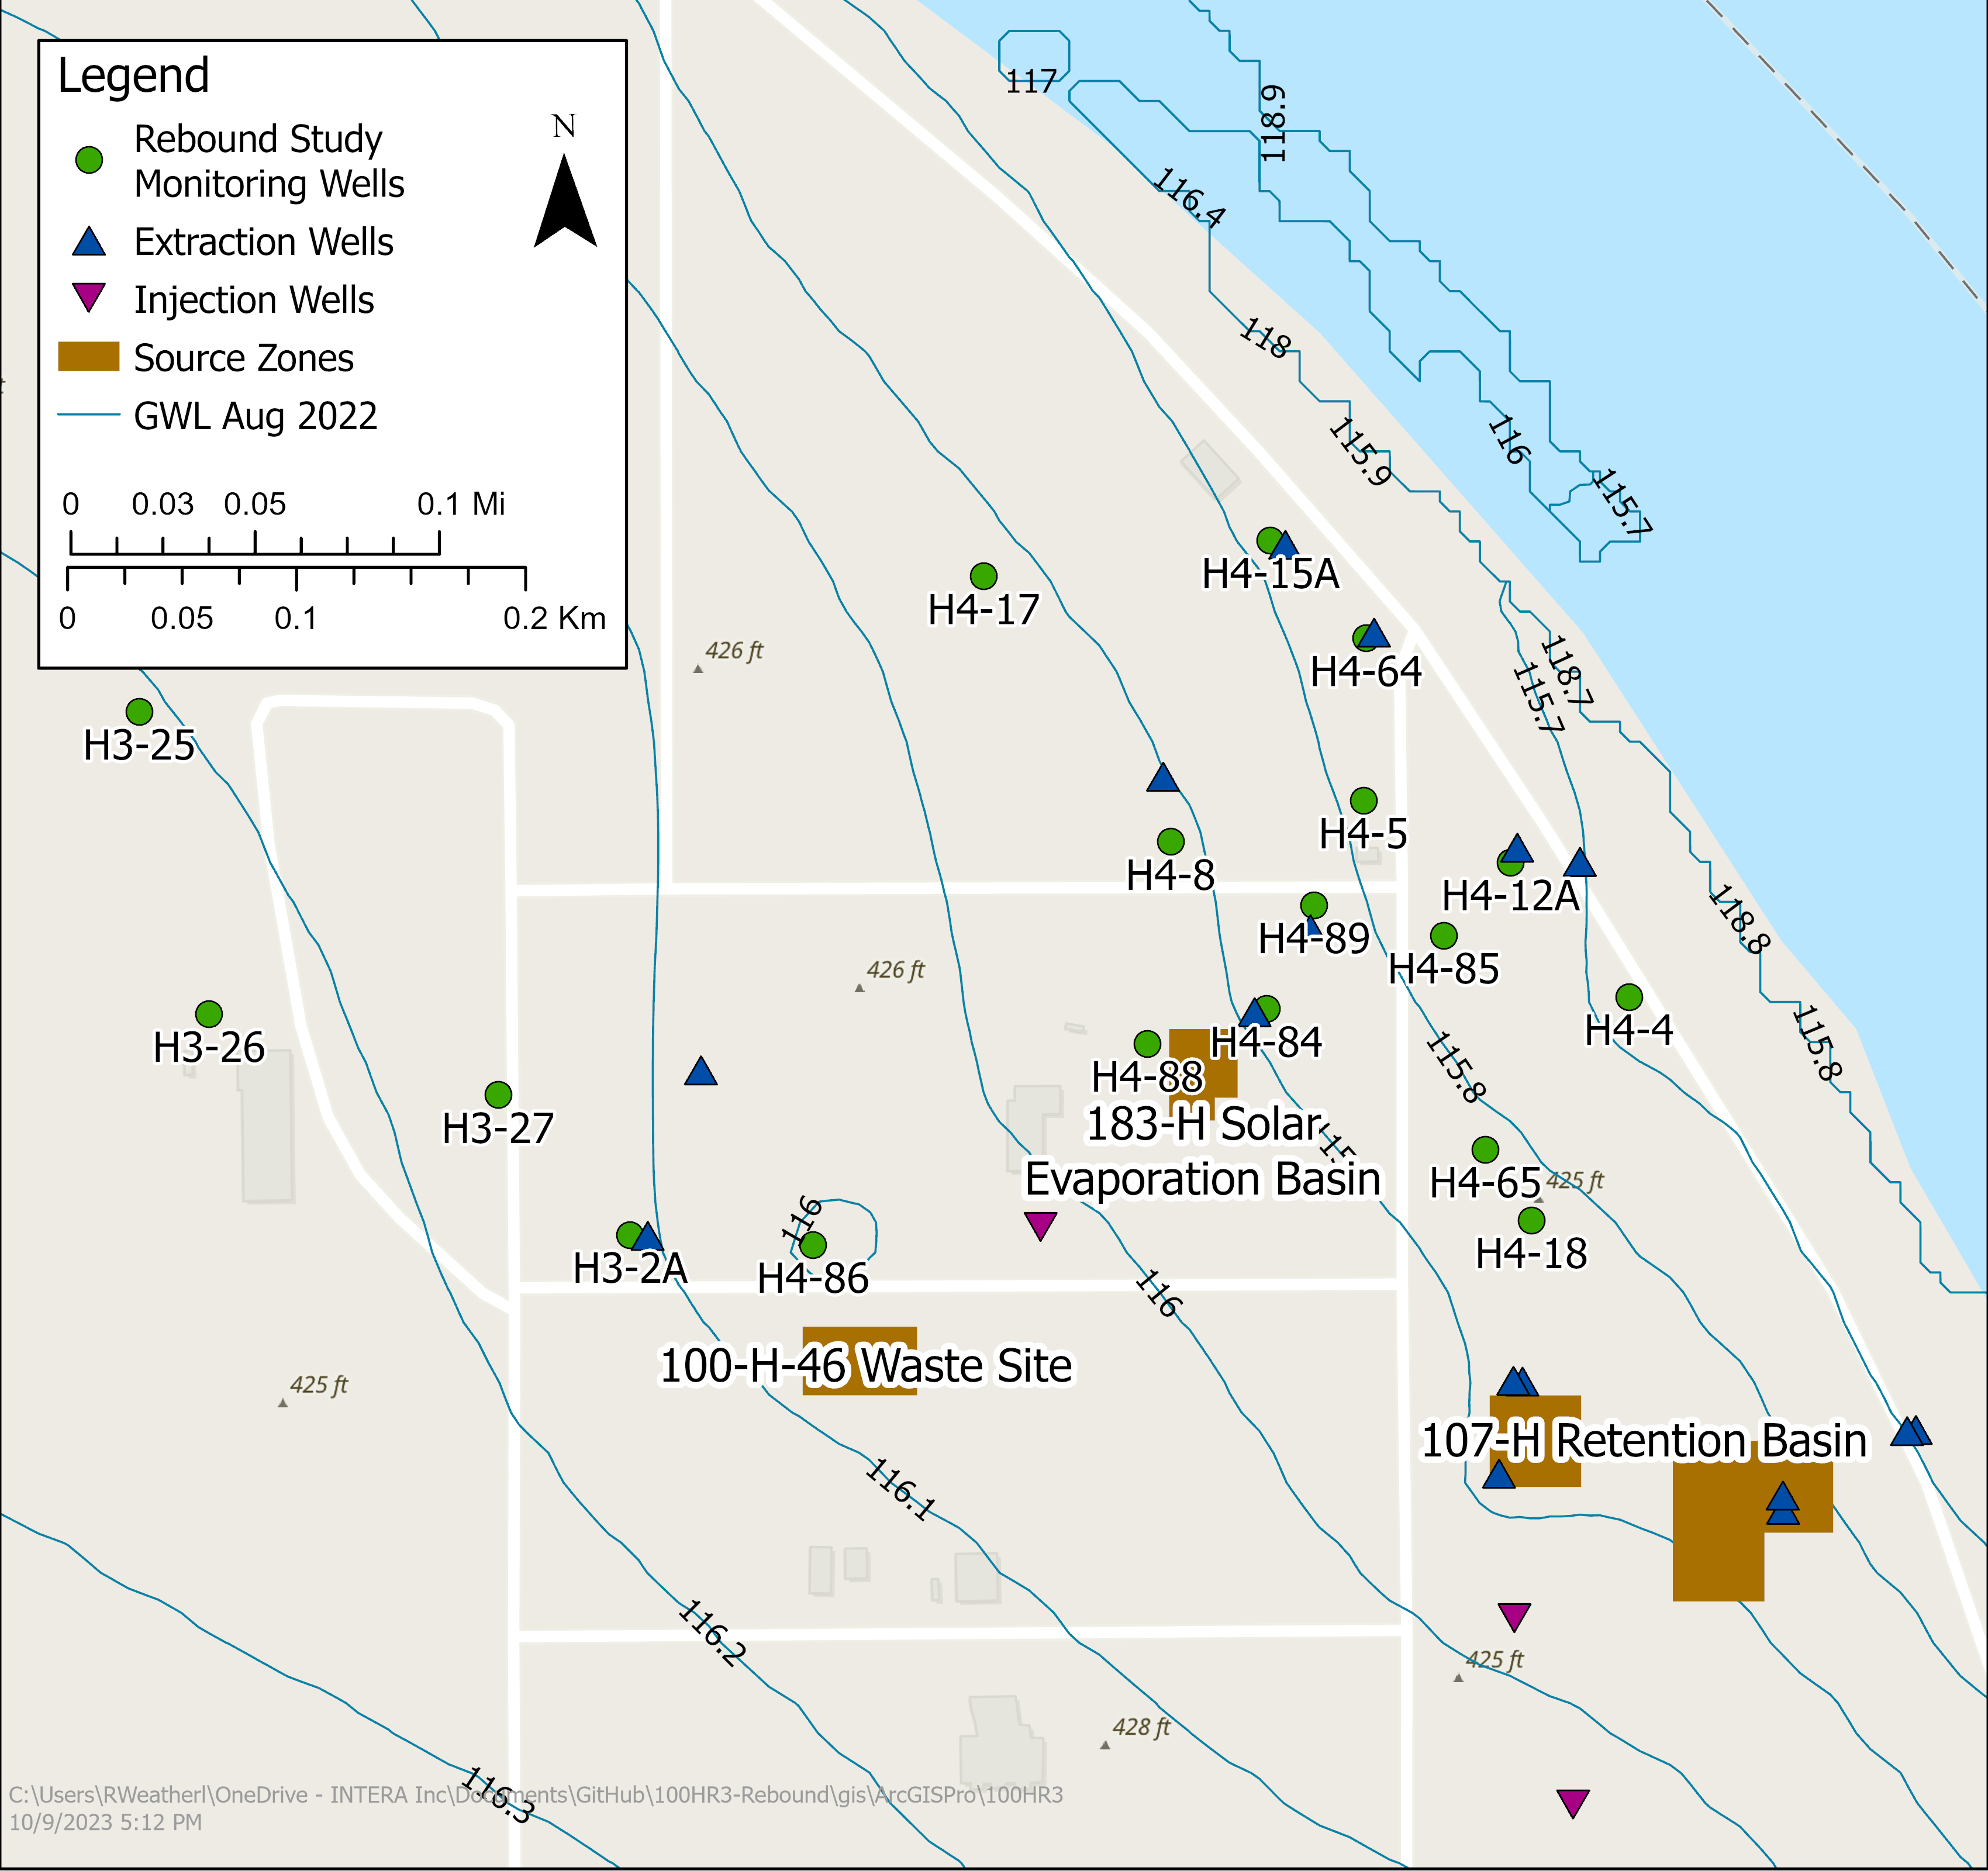 Legend
N
Rebound Study
Monitoring Wells
Extraction Wells
Injection Wells
Source Zones
GWL Aug 2022
0 0.03 0.05 0.1 Mi
0 0.05 0.1 0.2 Km
117
118.9
116.4
118
115.9
116
115.7
H4-15A
H4-17
H4-64
426 ft
118.7
115.7
H3-25
H4-5
H4-8
H4-12A
H4-89
118.8
H4-85
426 ft
H4-4
H3-26
H4-84
115.8
115.8
H4-88
H3-27
183-H Solar
Evaporation Basin
H4-65
425 ft
116
H4-18
H3-2A
H4-86
116
100-H-46 Waste Site
425 ft
107-H Retention Basin
116.1
116.2
425 ft
428 ft
116.3
C:\Users\RWeatherl\OneDrive - INTERA Inc\Documents\GitHub\100HR3-Rebound\gis\ArcGISPro\100HR3
10/9/2023 5:12 PM